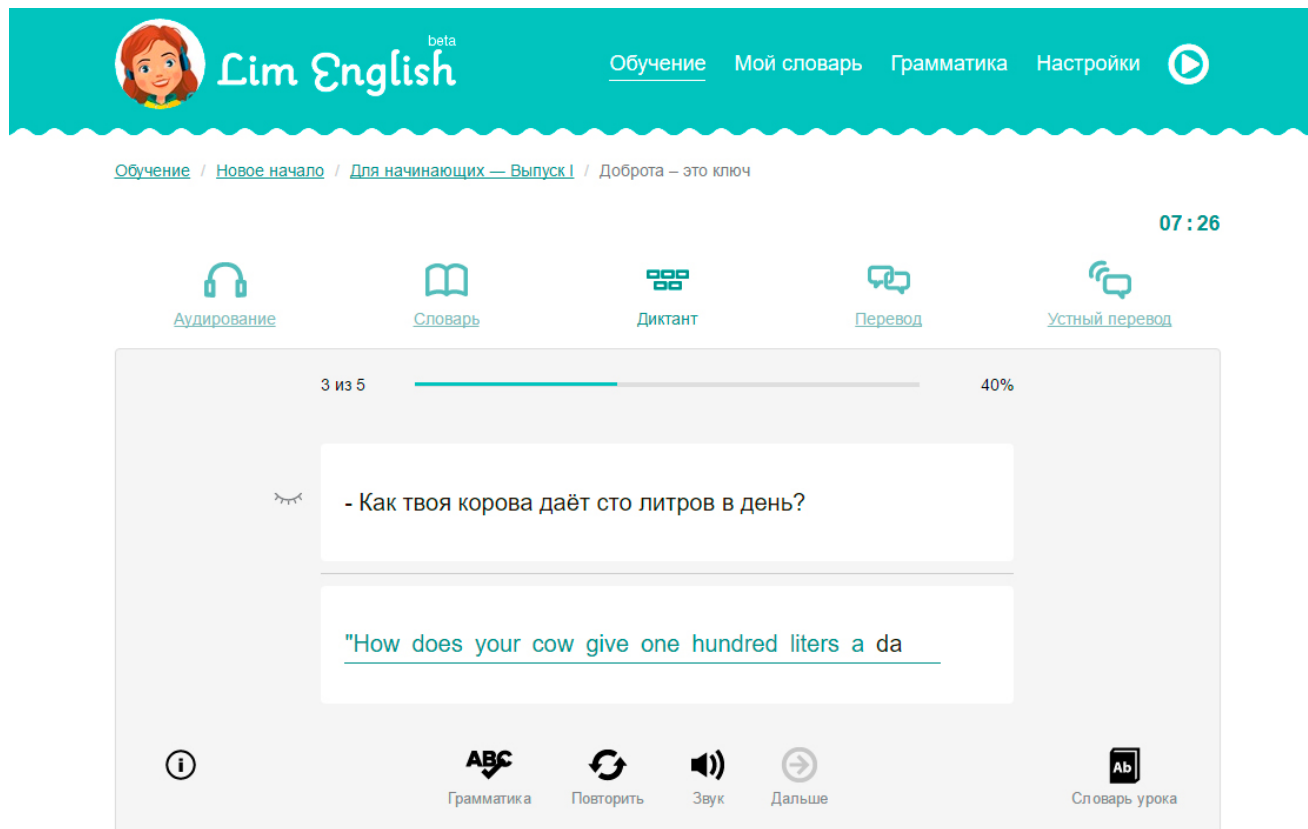 beta
Lim English
Обучение Мой словарь Грамматика Настройки
Обучение / Новое начало / Для начинающих — Выпуск I / Доброта – это ключ
07 : 26
Аудирование Словарь Диктант Перевод Устный перевод
3 из 5 40%
- Как твоя корова даёт сто литров в день?
"How does your cow give one hundred liters a da
ABC Ab
Грамматика Повторить Звук Дальше Словарь урока